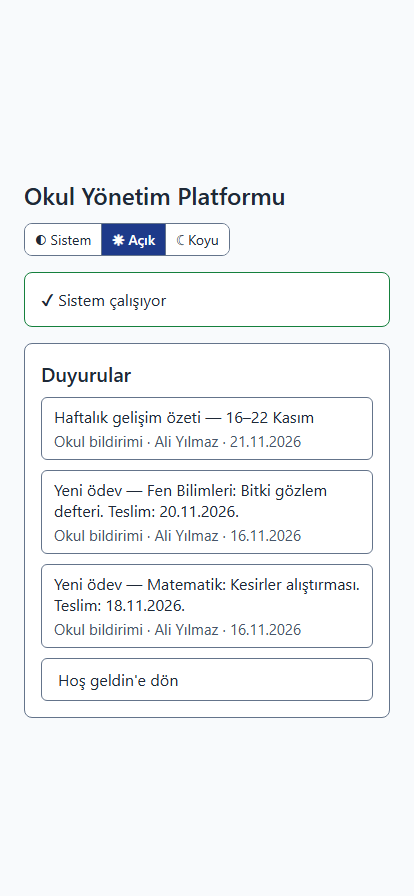 Okul Yönetim Platformu
◐ Sistem ☀ Açık ☾ Koyu
✓ Sistem çalışıyor
Duyurular
Haftalık gelişim özeti — 16–22 Kasım
Okul bildirimi · Ali Yılmaz · 21.11.2026
Yeni ödev — Fen Bilimleri: Bitki gözlem
defteri. Teslim: 20.11.2026.
Okul bildirimi · Ali Yılmaz · 16.11.2026
Yeni ödev — Matematik: Kesirler alıştırması.
Teslim: 18.11.2026.
Okul bildirimi · Ali Yılmaz · 16.11.2026
Hoş geldin'e dön